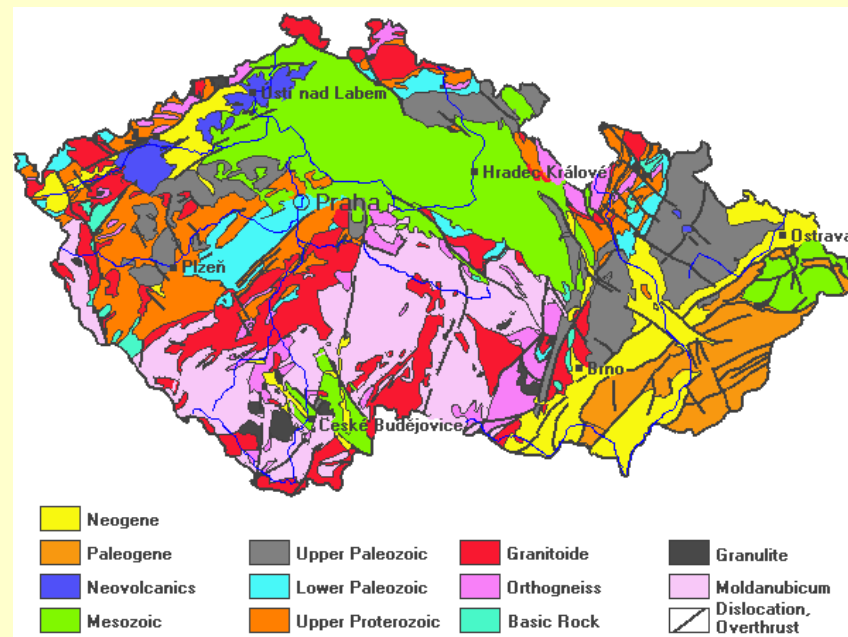 Ústí nad Labem
Hradec Králové
Praha
Ostrava
Plzeň
Brno
České Budějovice
Neogene
Paleogene
Neovolcanics
Mesozoic
Upper Paleozoic
Lower Paleozoic
Upper Proterozoic
Granitoide
Orthogneiss
Basic Rock
Granulite
Moldanubicum
Dislocation,
Overthrust